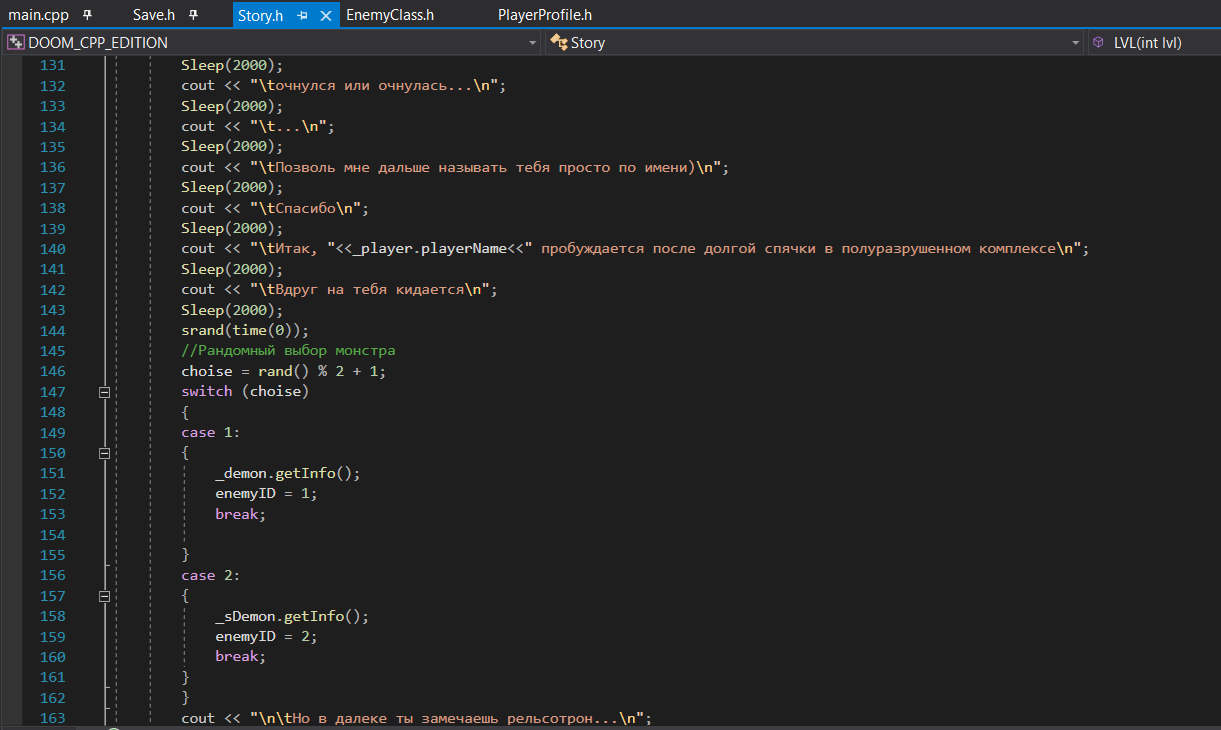 main.cpp Save.h Story.h EnemyClass.h PlayerProfile.h
DOOM_CPP_EDITION Story LVL(int lvl)
131 Sleep(2000);
132 cout << "\tочнулся или очнулась...\n";
133 Sleep(2000);
134 cout << "\t...\n";
135 Sleep(2000);
136 cout << "\tПозволь мне дальше называть тебя просто по имени)\n";
137 Sleep(2000);
138 cout << "\tСпасибо\n";
139 Sleep(2000);
140 cout << "\tИтак, "<<_player.playerName<<" пробуждается после долгой спячки в полуразрушенном комплексе\n";
141 Sleep(2000);
142 cout << "\tВдруг на тебя кидается\n";
143 Sleep(2000);
144 srand(time(0));
145 //Рандомный выбор монстра
146 choise = rand() % 2 + 1;
147 switch (choise)
148 {
149 case 1:
150 {
151 _demon.getInfo();
152 enemyID = 1;
153 break;
154
155 }
156 case 2:
157 {
158 _sDemon.getInfo();
159 enemyID = 2;
160 break;
161 }
162 }
163 cout << "\n\tНо в далеке ты замечаешь рельсотрон...\n";